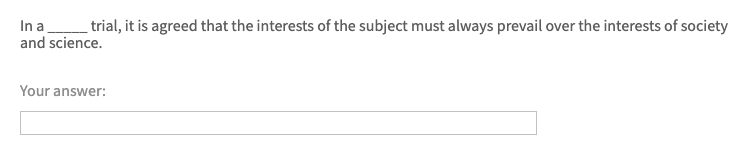 In a _____ trial, it is agreed that the interests of the subject must always prevail over the interests of society
and science.
Your answer: